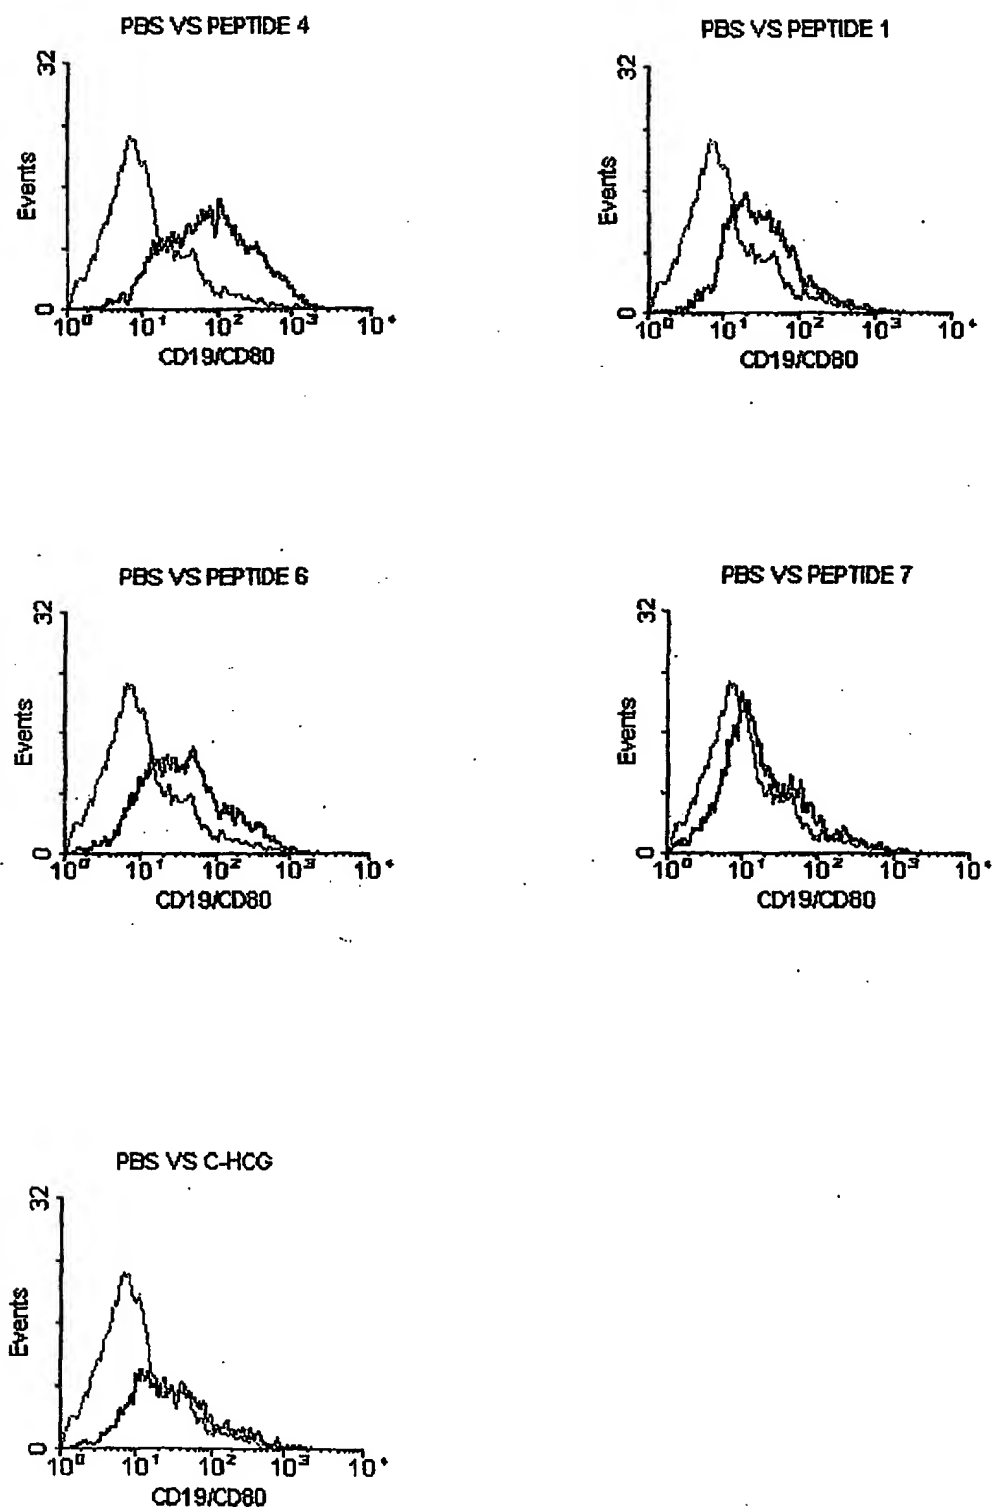 PBS VS PEPTIDE 4
32
Events
0
10⁰ 10¹ 10² 10³ 10⁴
CD19/CD80
PBS VS PEPTIDE 1
32
Events
0
10⁰ 10¹ 10² 10³ 10⁴
CD19/CD80
PBS VS PEPTIDE 6
32
Events
0
10⁰ 10¹ 10² 10³ 10⁴
CD19/CD80
PBS VS PEPTIDE 7
32
Events
0
10⁰ 10¹ 10² 10³ 10⁴
CD19/CD80
PBS VS C-HCG
32
Events
0
10⁰ 10¹ 10² 10³ 10⁴
CD19/CD80